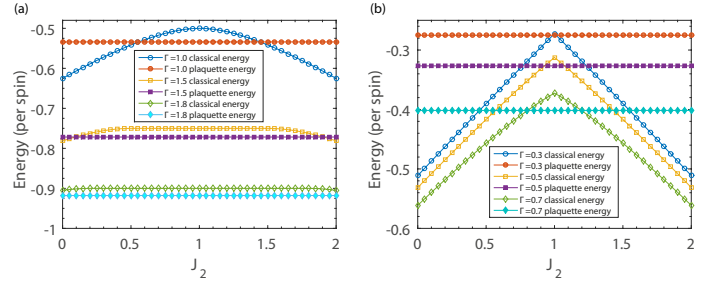 (a)
-0.5
-0.6
-0.7
-0.8
-0.9
-1
Energy (per spin)
Γ=1.0 classical energy
Γ=1.0 plaquette energy
Γ=1.5 classical energy
Γ=1.5 plaquette energy
Γ=1.8 classical energy
Γ=1.8 plaquette energy
0 0.5 1 1.5 2
J2
(b)
-0.3
-0.4
-0.5
-0.6
Energy (per spin)
Γ=0.3 classical energy
Γ=0.3 plaquette energy
Γ=0.5 classical energy
Γ=0.5 plaquette energy
Γ=0.7 classical energy
Γ=0.7 plaquette energy
0 0.5 1 1.5 2
J2